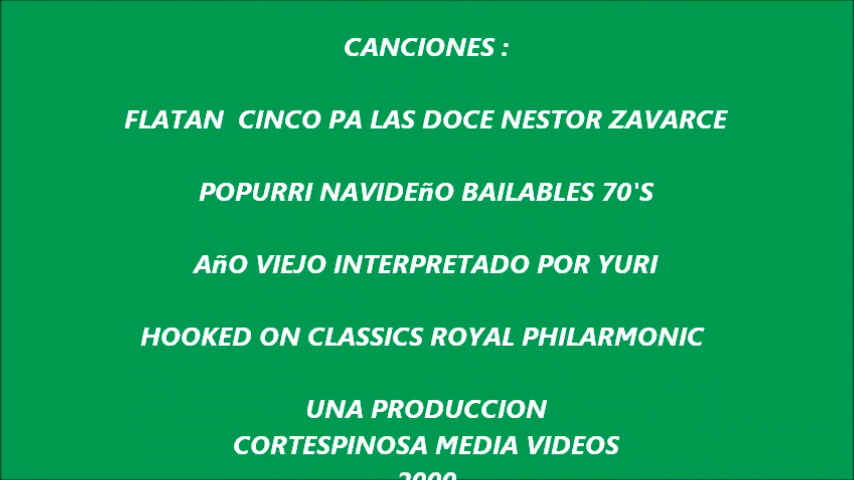 CANCIONES :
FLATAN CINCO PA LAS DOCE NESTOR ZAVARCE
POPURRI NAVIDEñO BAILABLES 70'S
AñO VIEJO INTERPRETADO POR YURI
HOOKED ON CLASSICS ROYAL PHILARMONIC
UNA PRODUCCION
CORTESPINOSA MEDIA VIDEOS